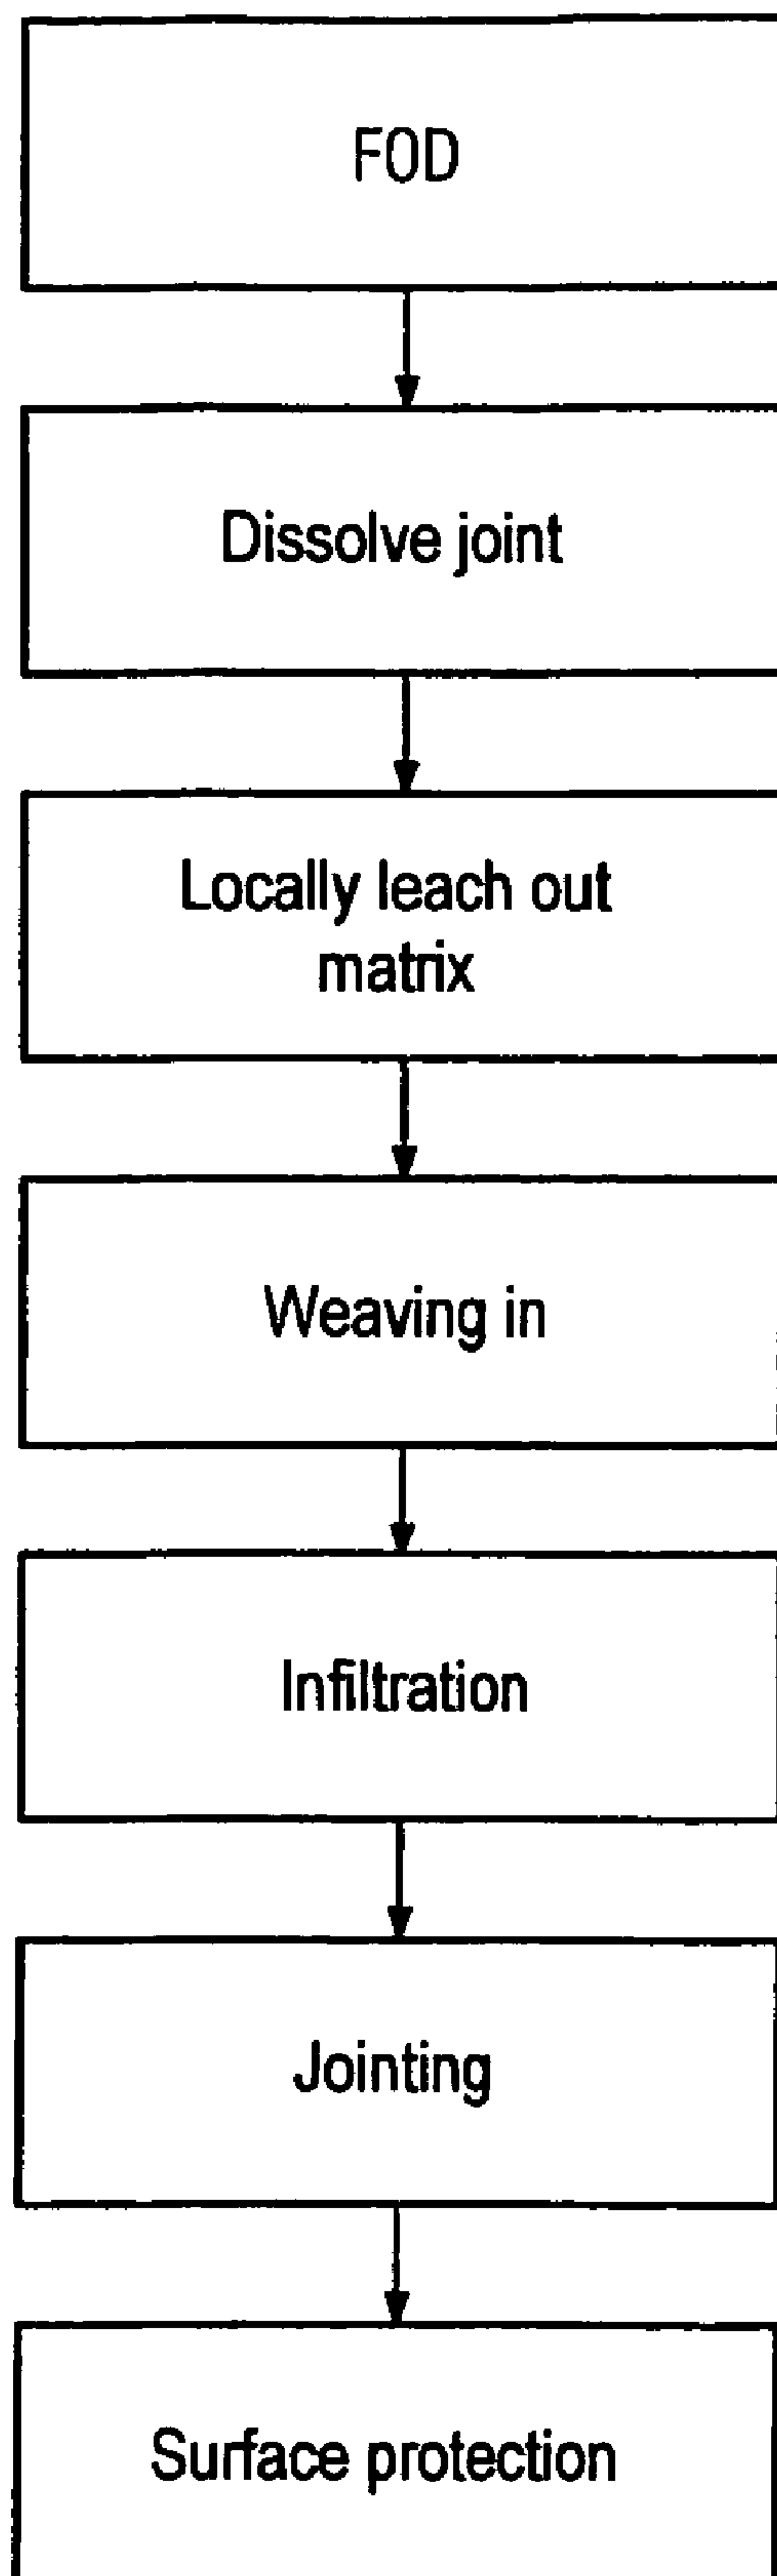 FOD
Dissolve joint
Locally leach out
matrix
Weaving in
Infiltration
Jointing
Surface protection